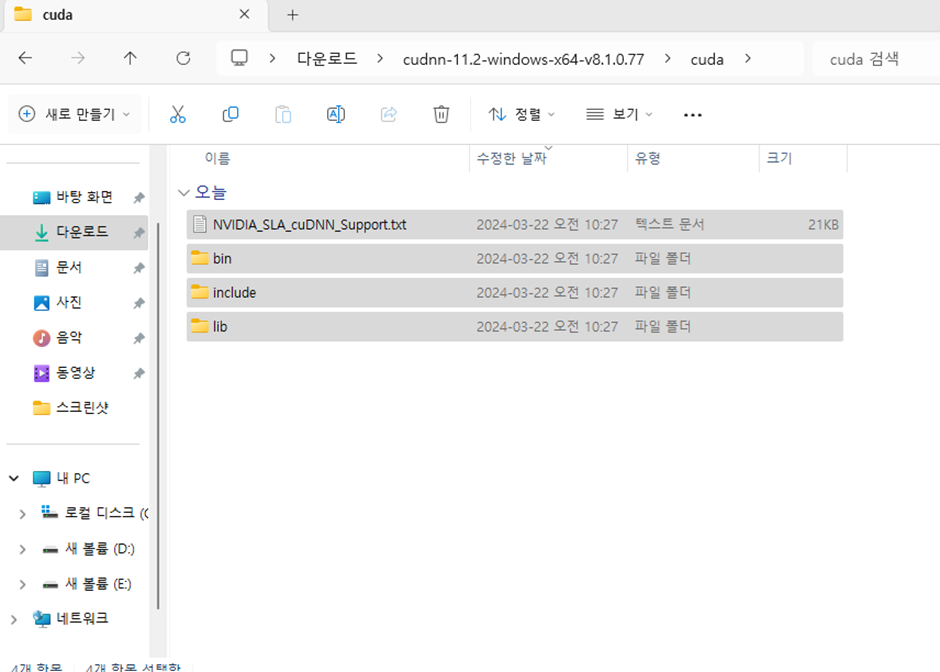 cuda
다운로드 cudnn-11.2-windows-x64-v8.1.0.77 cuda cuda 검색
새로 만들기 정렬 보기
이름 수정한 날짜 유형 크기
오늘
NVIDIA_SLA_cuDNN_Support.txt 2024-03-22 오전 10:27 텍스트 문서 21KB
bin 2024-03-22 오전 10:27 파일 폴더
include 2024-03-22 오전 10:27 파일 폴더
lib 2024-03-22 오전 10:27 파일 폴더
바탕 화면
다운로드
문서
사진
음악
동영상
스크린샷
내 PC
로컬 디스크 (C
새 볼륨 (D:)
새 볼륨 (E:)
네트워크
4개 항목 4개 항목 선택함